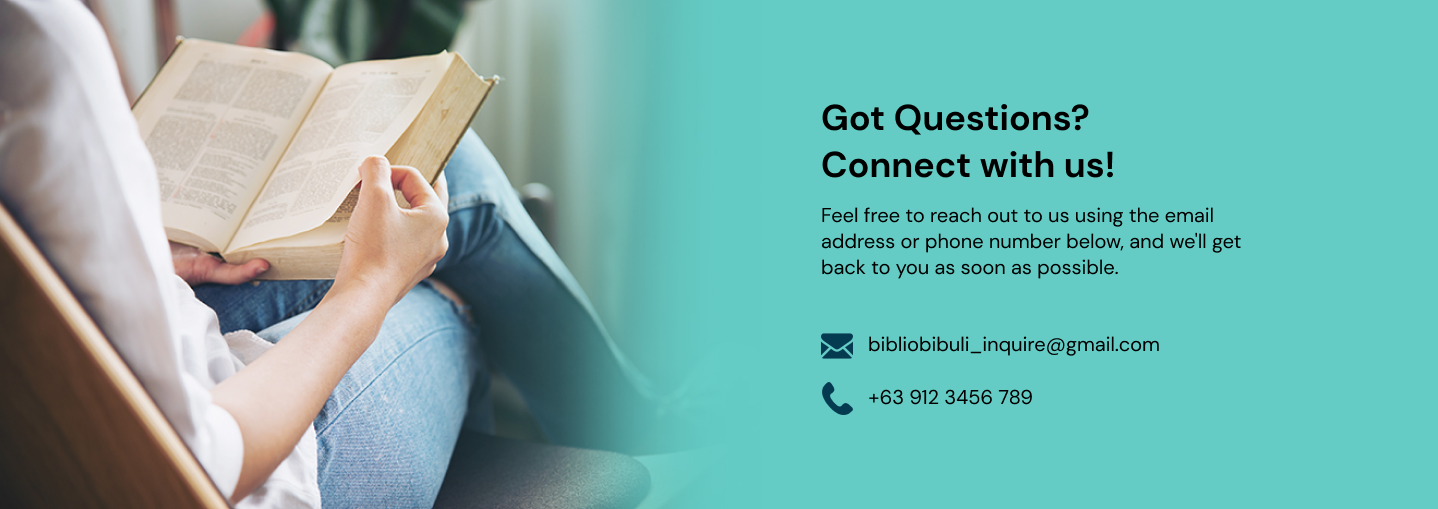 Got Questions?
Connect with us!
Feel free to reach out to us using the email
address or phone number below, and we'll get
back to you as soon as possible.
bibliobibuli_inquire@gmail.com
+63 912 3456 789